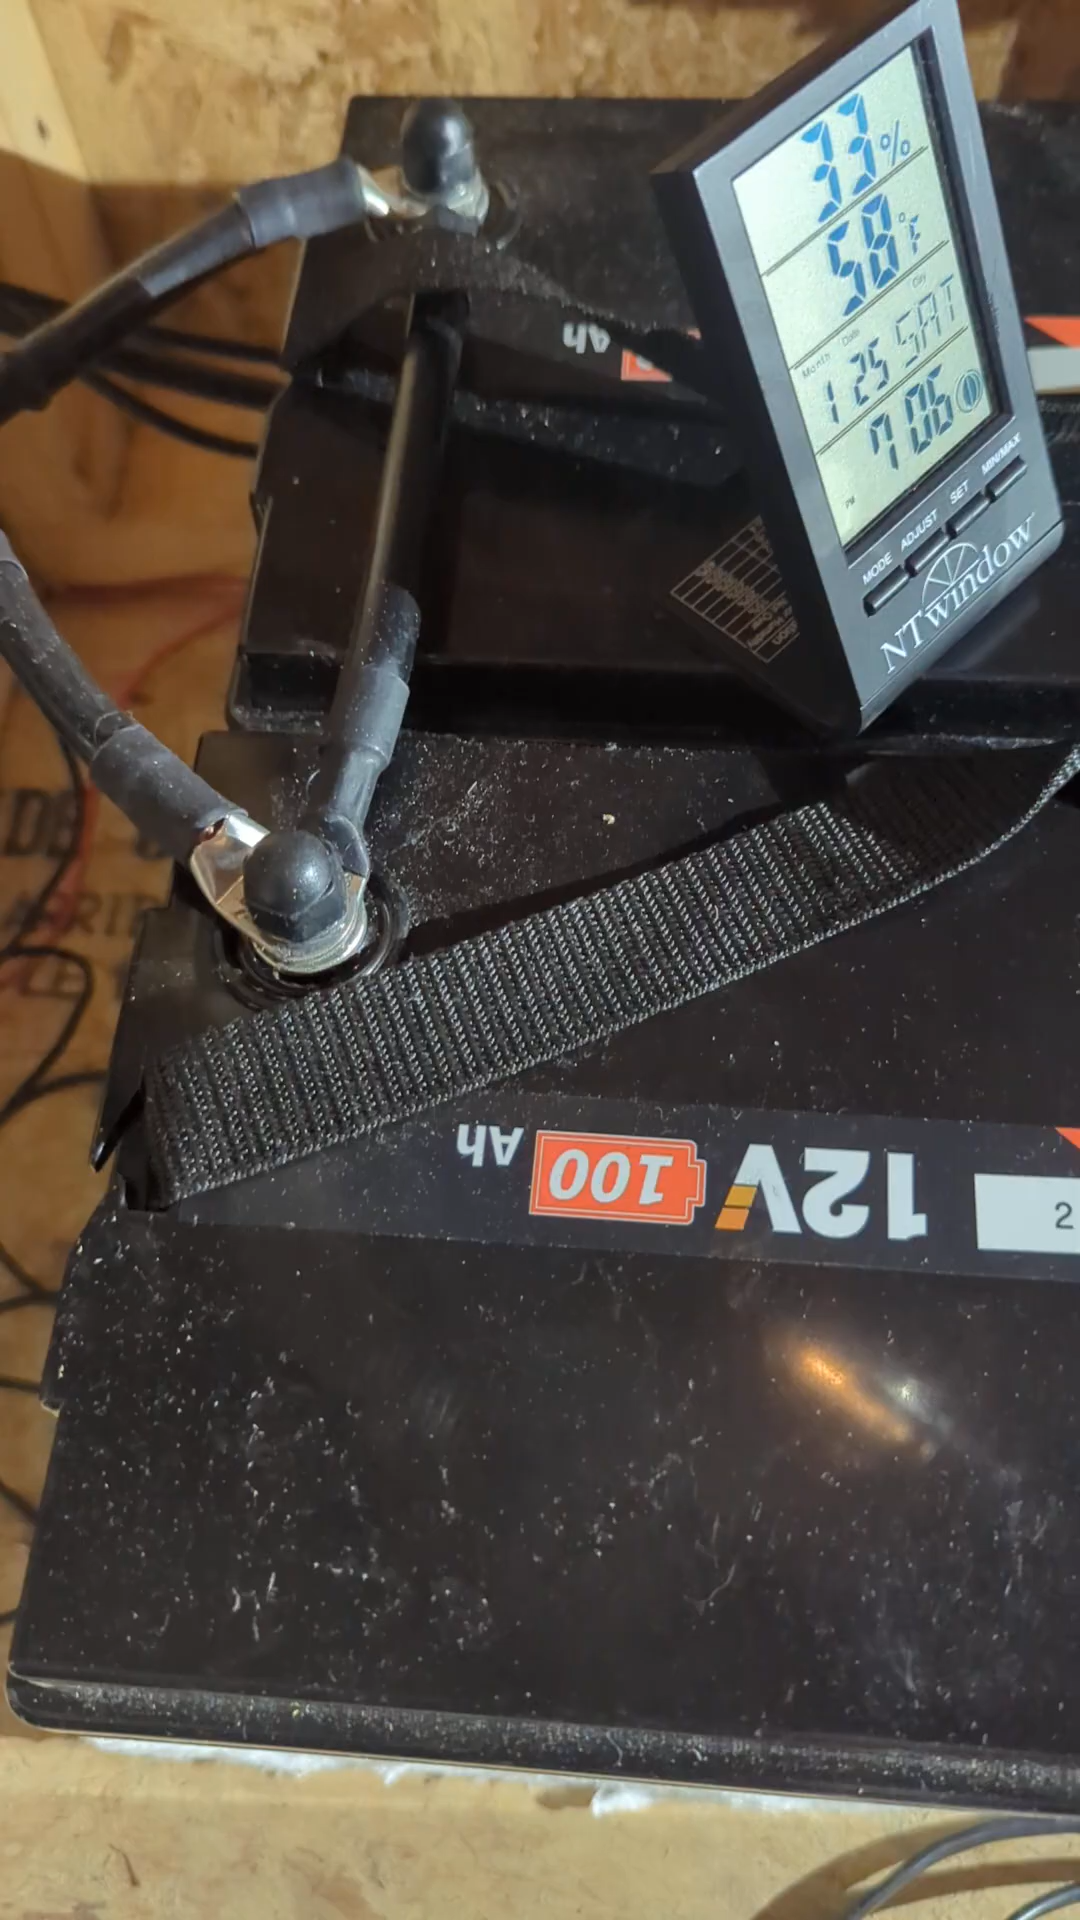 33 %
58 °F
Month Date Day
1 25 SAT
7 06
PM
MODE ADJUST SET MIN/MAX
NTwindow
Ah
12V 100 Ah
2